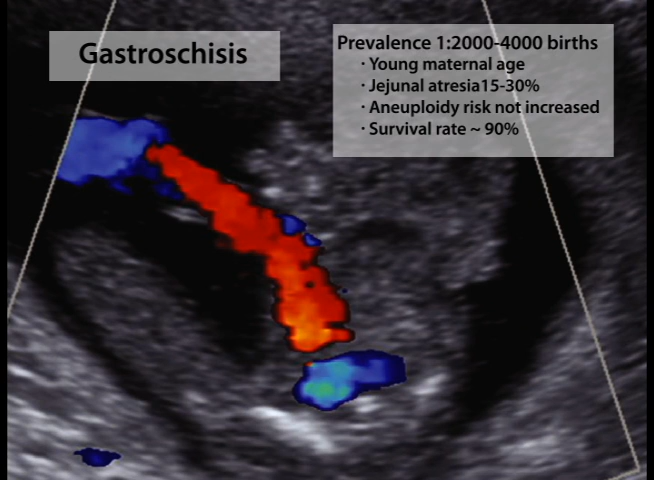 Gastroschisis
Prevalence 1:2000-4000 births
· Young maternal age
· Jejunal atresia15-30%
· Aneuploidy risk not increased
· Survival rate ~ 90%